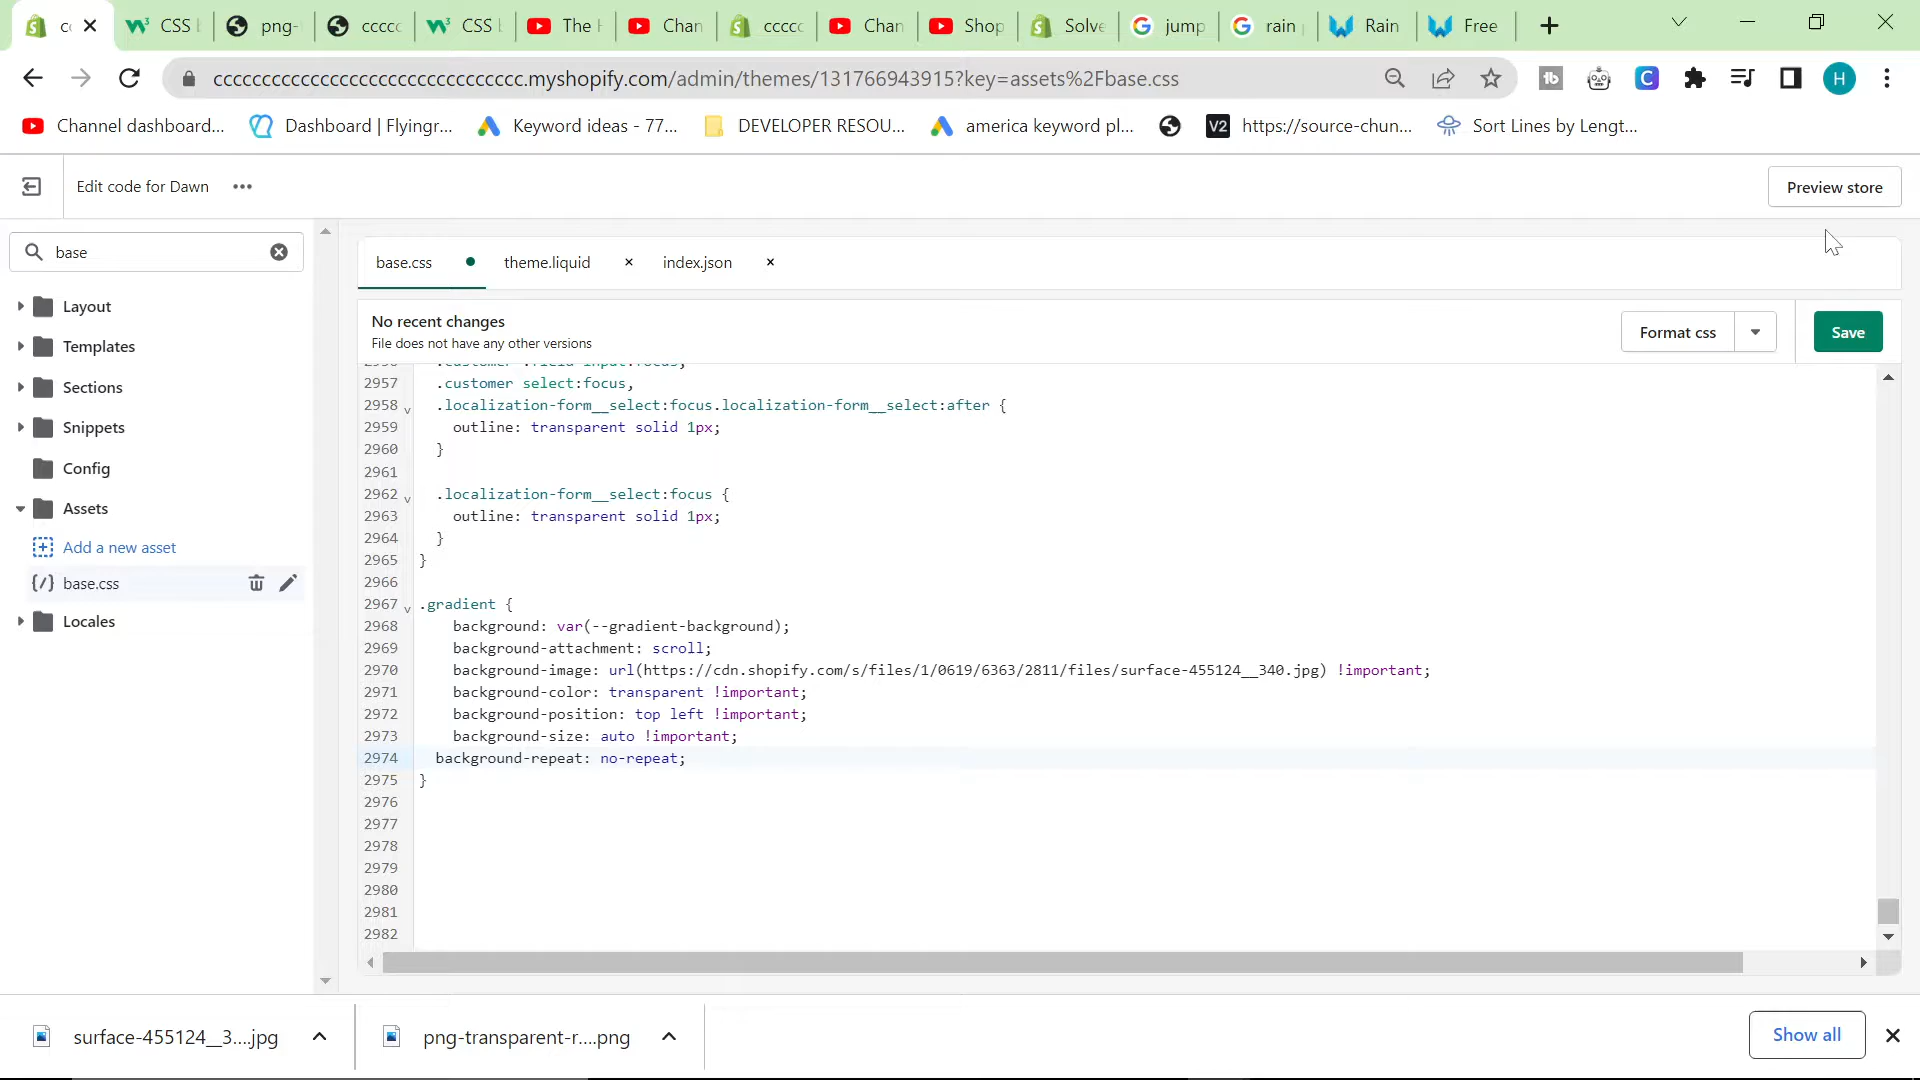 CSS
png-
ccccc
CSS
The
Chan
ccccc
Chan
Shop
Solve
jump
rain
Rain
Free
ccccccccccccccccccccccccccccccccc.myshopify.com/admin/themes/131766943915?key=assets%2Fbase.css
H
Channel dashboard...
Dashboard | Flyingr...
Keyword ideas - 77...
DEVELOPER RESOU...
america keyword pl...
V2 https://source-chun...
Sort Lines by Lengt...
Edit code for Dawn
Preview store
base
Layout
Templates
Sections
Snippets
Config
Assets
Add a new asset
base.css
Locales
base.css
theme.liquid
index.json
No recent changes
File does not have any other versions
Format css
Save
2957 .customer select:focus,
2958 .localization-form__select:focus.localization-form__select:after {
2959 outline: transparent solid 1px;
2960 }
2961
2962 .localization-form__select:focus {
2963 outline: transparent solid 1px;
2964 }
2965 }
2966
2967 .gradient {
2968 background: var(--gradient-background);
2969 background-attachment: scroll;
2970 background-image: url(https://cdn.shopify.com/s/files/1/0619/6363/2811/files/surface-455124__340.jpg) !important;
2971 background-color: transparent !important;
2972 background-position: top left !important;
2973 background-size: auto !important;
2974 background-repeat: no-repeat;
2975 }
2976
2977
2978
2979
2980
2981
2982
surface-455124__3....jpg
png-transparent-r....png
Show all